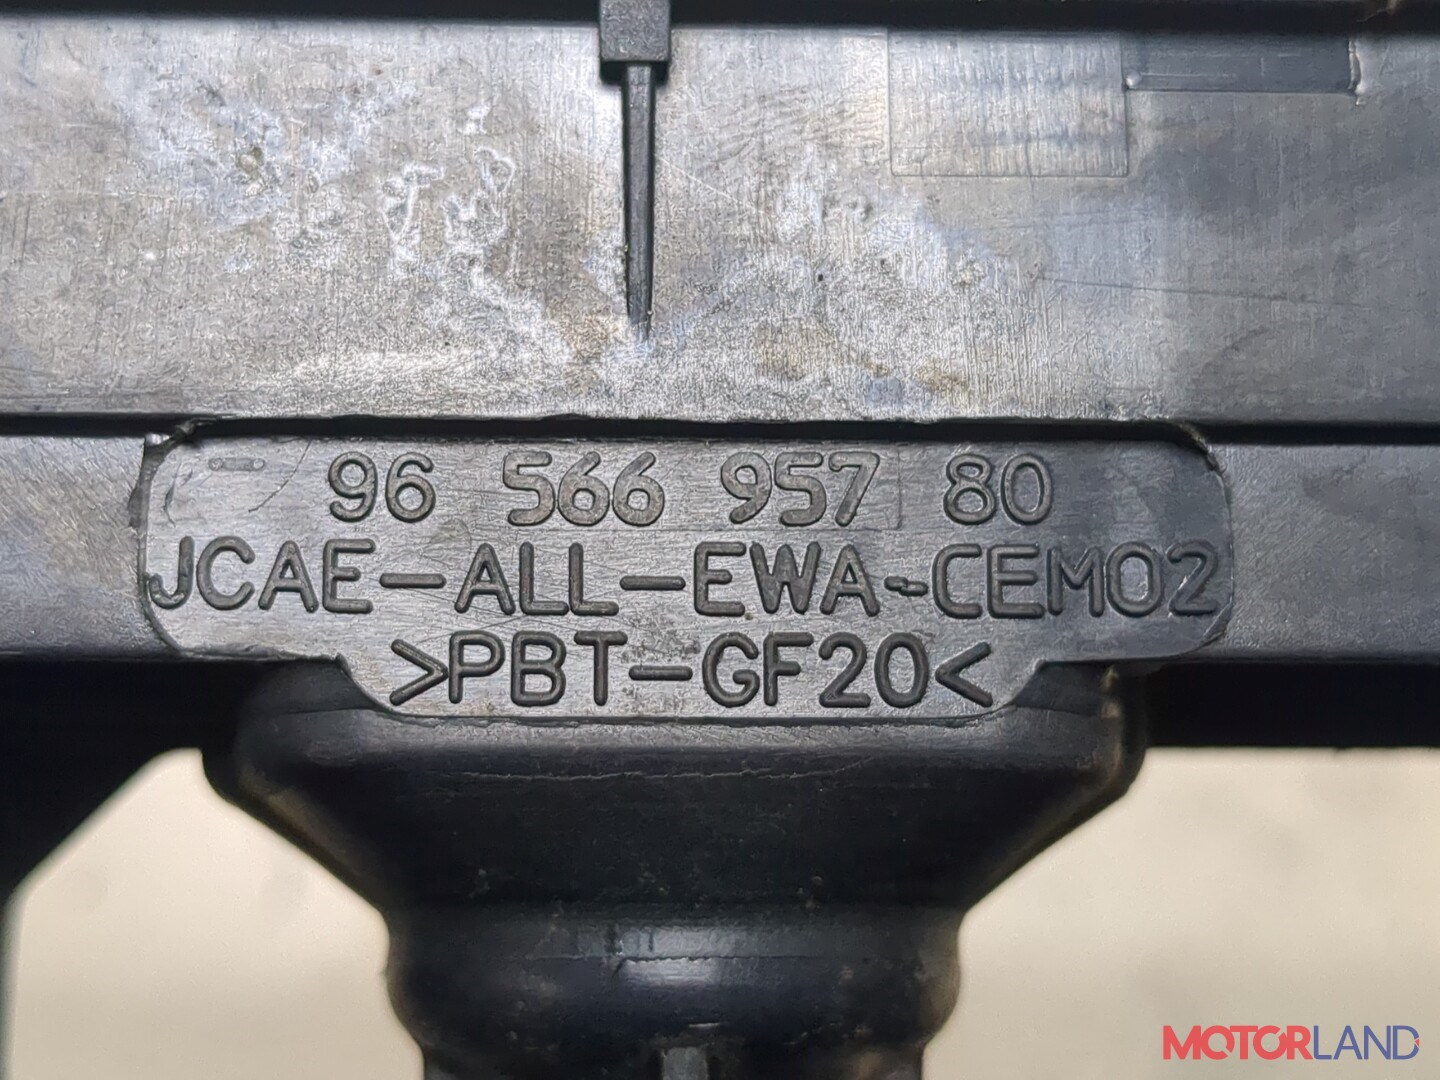 96 566 957 80
JCAE-ALL-EWA-CEM02
>PBT-GF20<
MOTORLAND